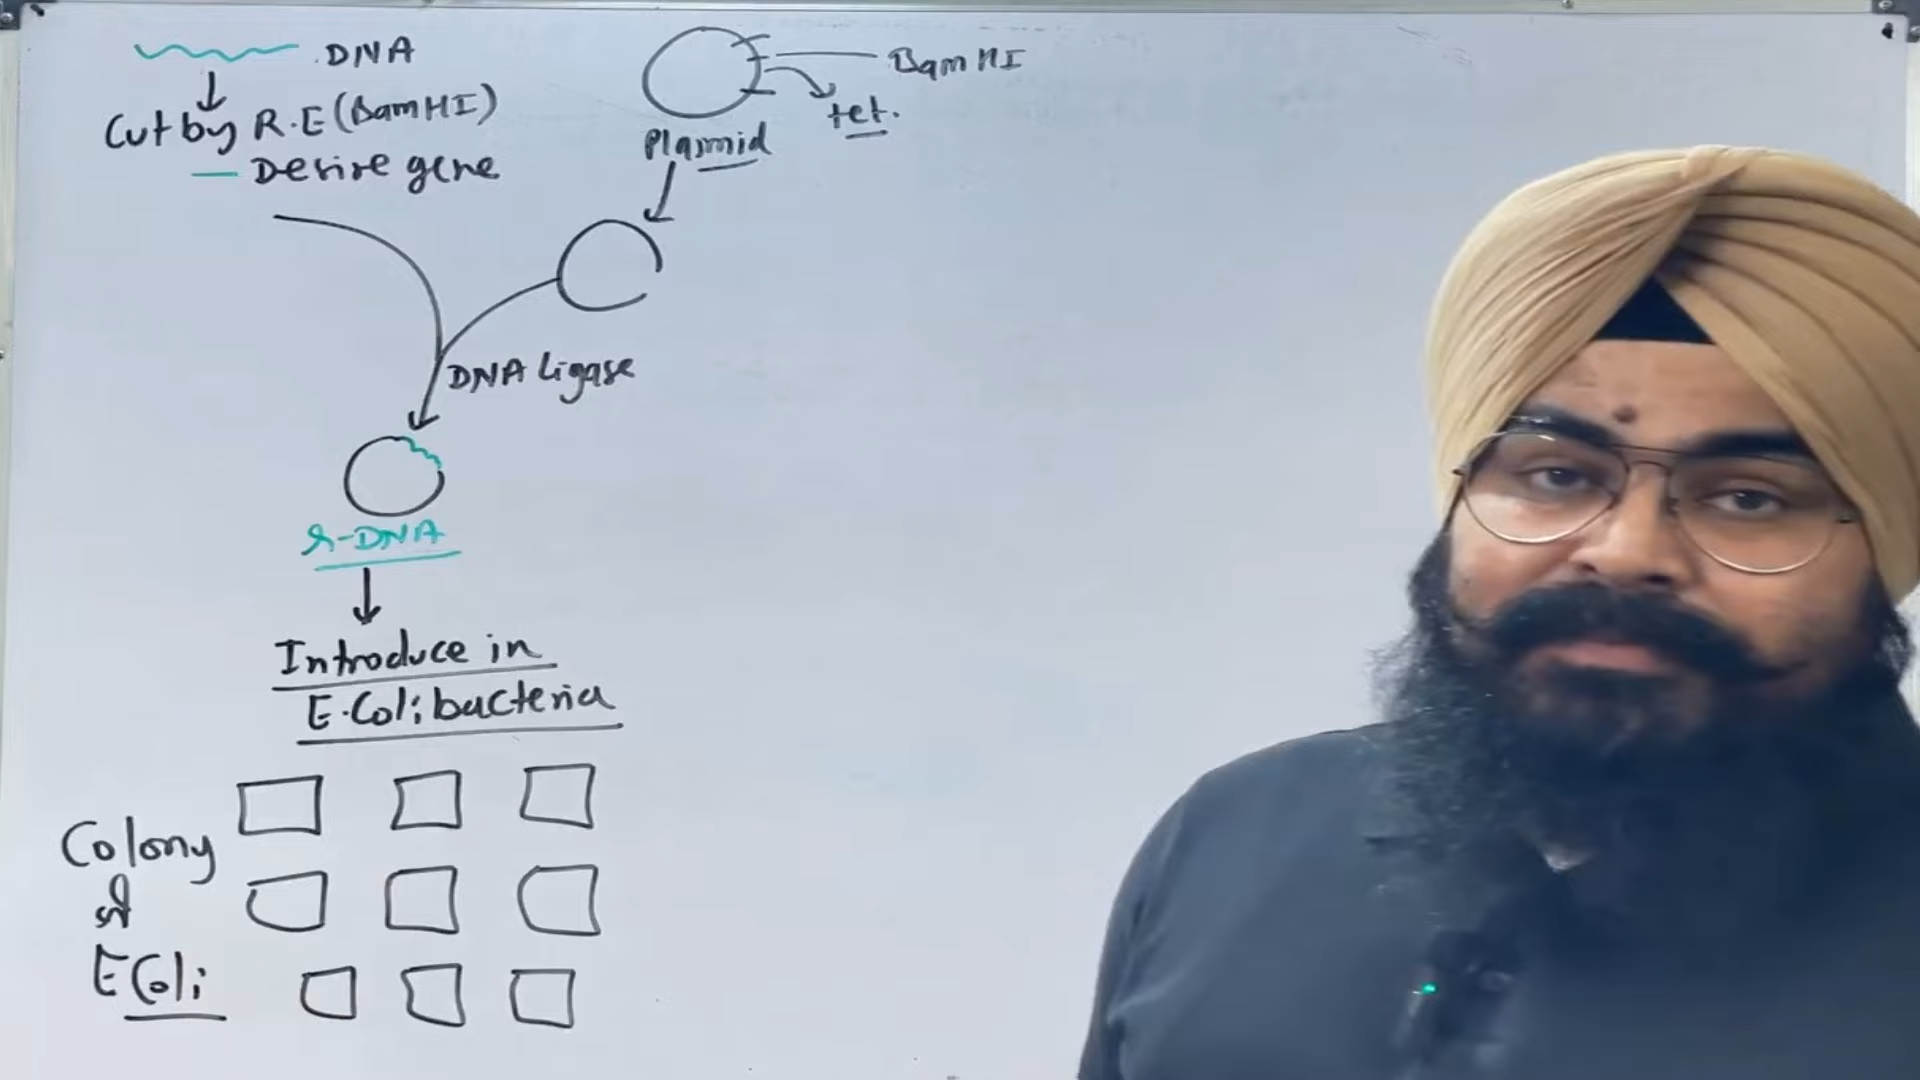 DNA
Cut by R.E (BamHI)
Desire gene
BamHI
tet.
Plasmid
DNA Ligase
r-DNA
Introduce in
E.Coli bacteria
Colony
of
E Coli